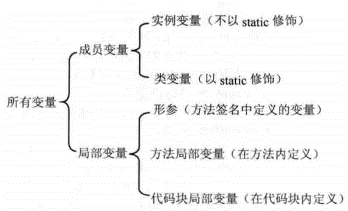 实例变量（不以 static 修饰）
成员变量
类变量（以 static 修饰）
所有变量
形参（方法签名中定义的变量）
局部变量
方法局部变量（在方法内定义）
代码块局部变量（在代码块内定义）